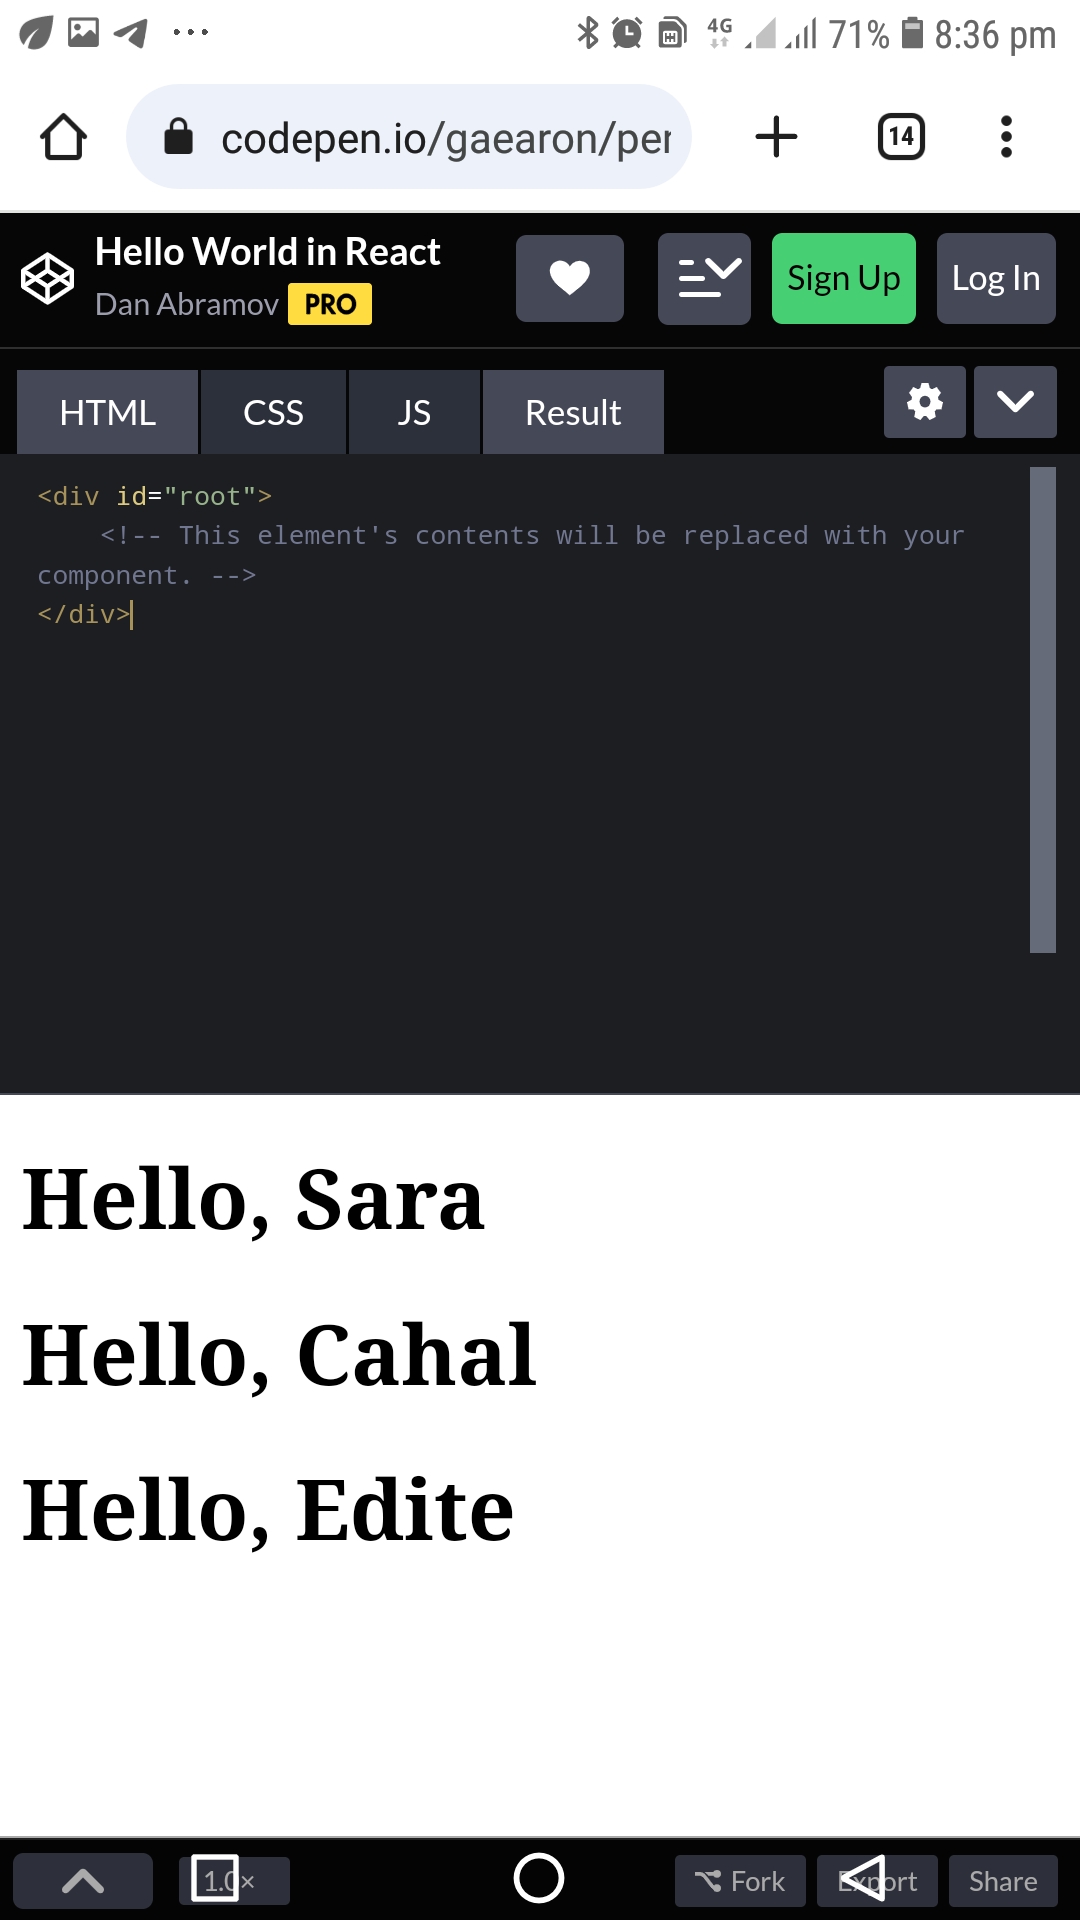 4G 71% 8:36 pm
codepen.io/gaearon/per
14
Hello World in React
Dan Abramov PRO
Sign Up
Log In
HTML CSS JS Result
<div id="root">
    <!-- This element's contents will be replaced with your
component. -->
</div>
Hello, Sara
Hello, Cahal
Hello, Edite
1.0× Fork Export Share